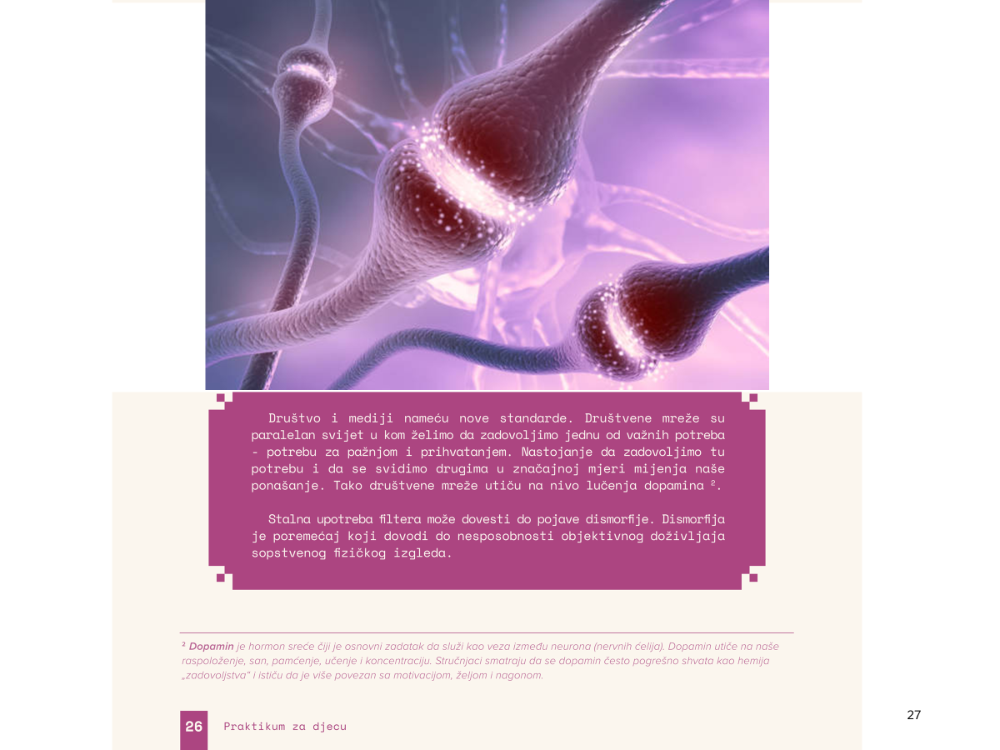 Društvo i mediji nameću nove standarde. Društvene mreže su
paralelan svijet u kom želimo da zadovoljimo jednu od važnih potreba
- potrebu za pažnjom i prihvatanjem. Nastojanje da zadovoljimo tu
potrebu i da se svidimo drugima u značajnoj mjeri mijenja naše
ponašanje. Tako društvene mreže utiču na nivo lučenja dopamina ².
Stalna upotreba filtera može dovesti do pojave dismorfije. Dismorfija
je poremećaj koji dovodi do nesposobnosti objektivnog doživljaja
sopstvenog fizičkog izgleda.
² Dopamin je hormon sreće čiji je osnovni zadatak da služi kao veza između neurona (nervnih ćelija). Dopamin utiče na naše
raspoloženje, san, pamćenje, učenje i koncentraciju. Stručnjaci smatraju da se dopamin često pogrešno shvata kao hemija
„zadovoljstva“ i ističu da je više povezan sa motivacijom, željom i nagonom.
26 Praktikum za djecu
27